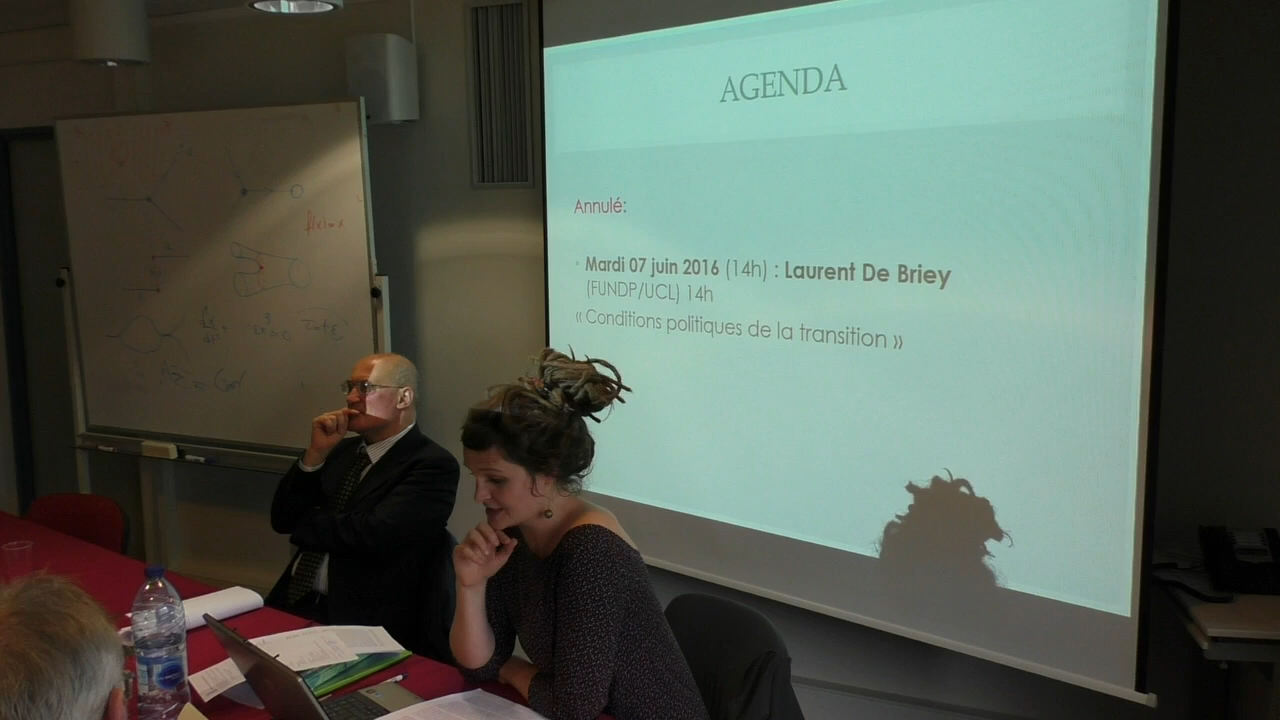 AGENDA
Annulé:
Mardi 07 juin 2016 (14h) : Laurent De Briey
(FUNDP/UCL) 14h
« Conditions politiques de la transition »